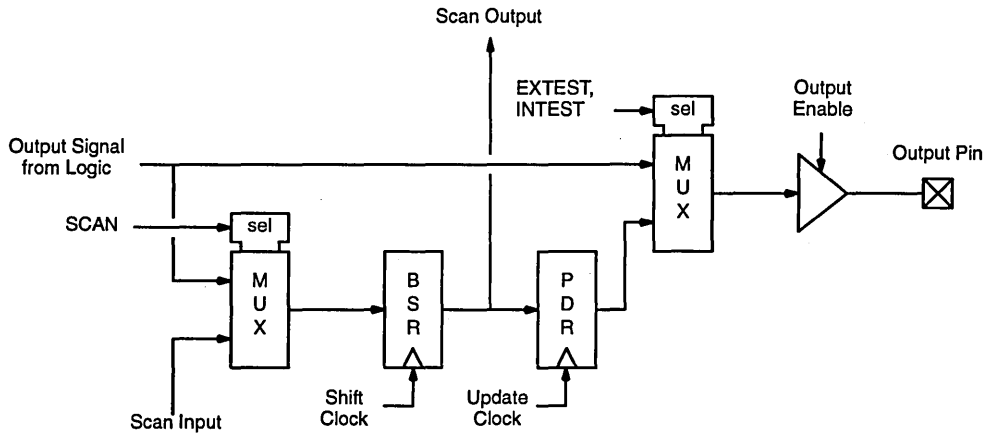 Scan Output
EXTEST,
INTEST
sel
Output
Enable
Output Signal
from Logic
M
U
X
Output Pin
SCAN
sel
M
U
X
B
S
R
P
D
R
Shift
Clock
Update
Clock
Scan Input